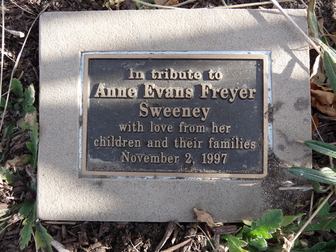 In tribute to
Anne Evans Freyer
Sweeney
with love from her
children and their families
November 2, 1997